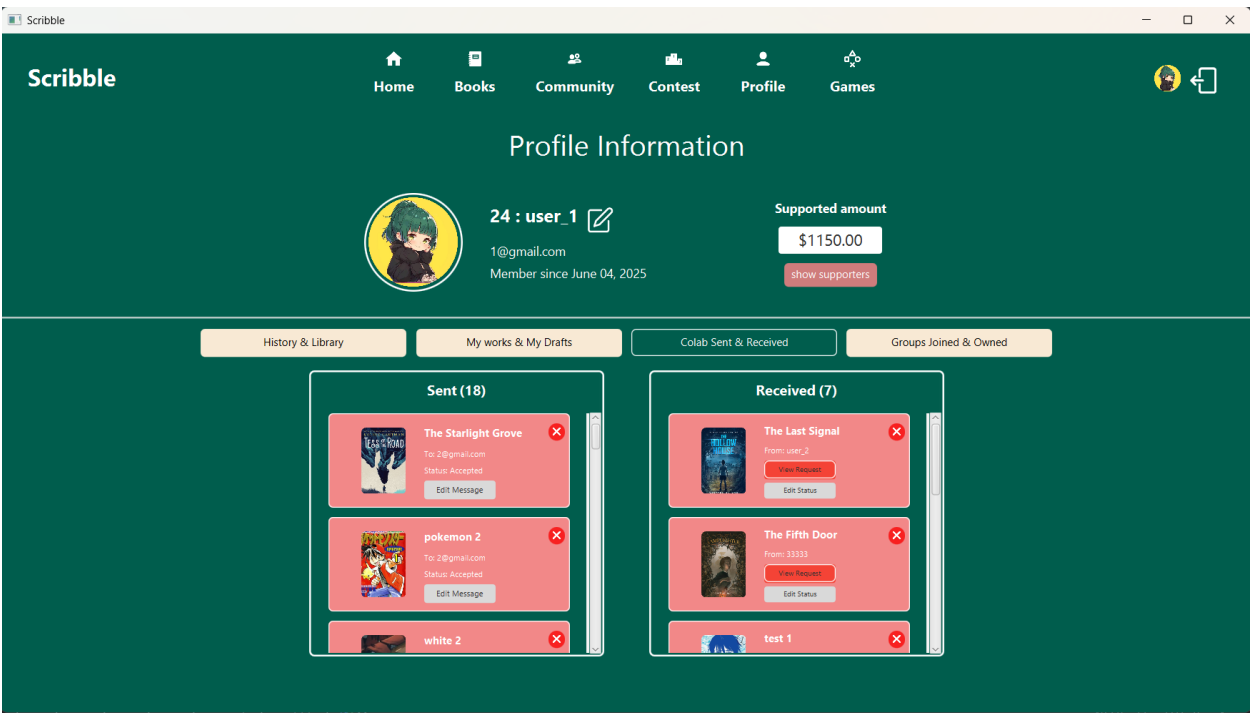 Scribble
Scribble
Home
Books
Community
Contest
Profile
Games
Profile Information
24 : user_1
1@gmail.com
Member since June 04, 2025
Supported amount
$1150.00
show supporters
History & Library
My works & My Drafts
Colab Sent & Received
Groups Joined & Owned
Sent (18)
The Starlight Grove
To: 2@gmail.com
Status: Accepted
Edit Message
pokemon 2
To: 2@gmail.com
Status: Accepted
Edit Message
white 2
Received (7)
The Last Signal
From: user_2
View Request
Edit Status
The Fifth Door
From: 33333
View Request
Edit Status
test 1